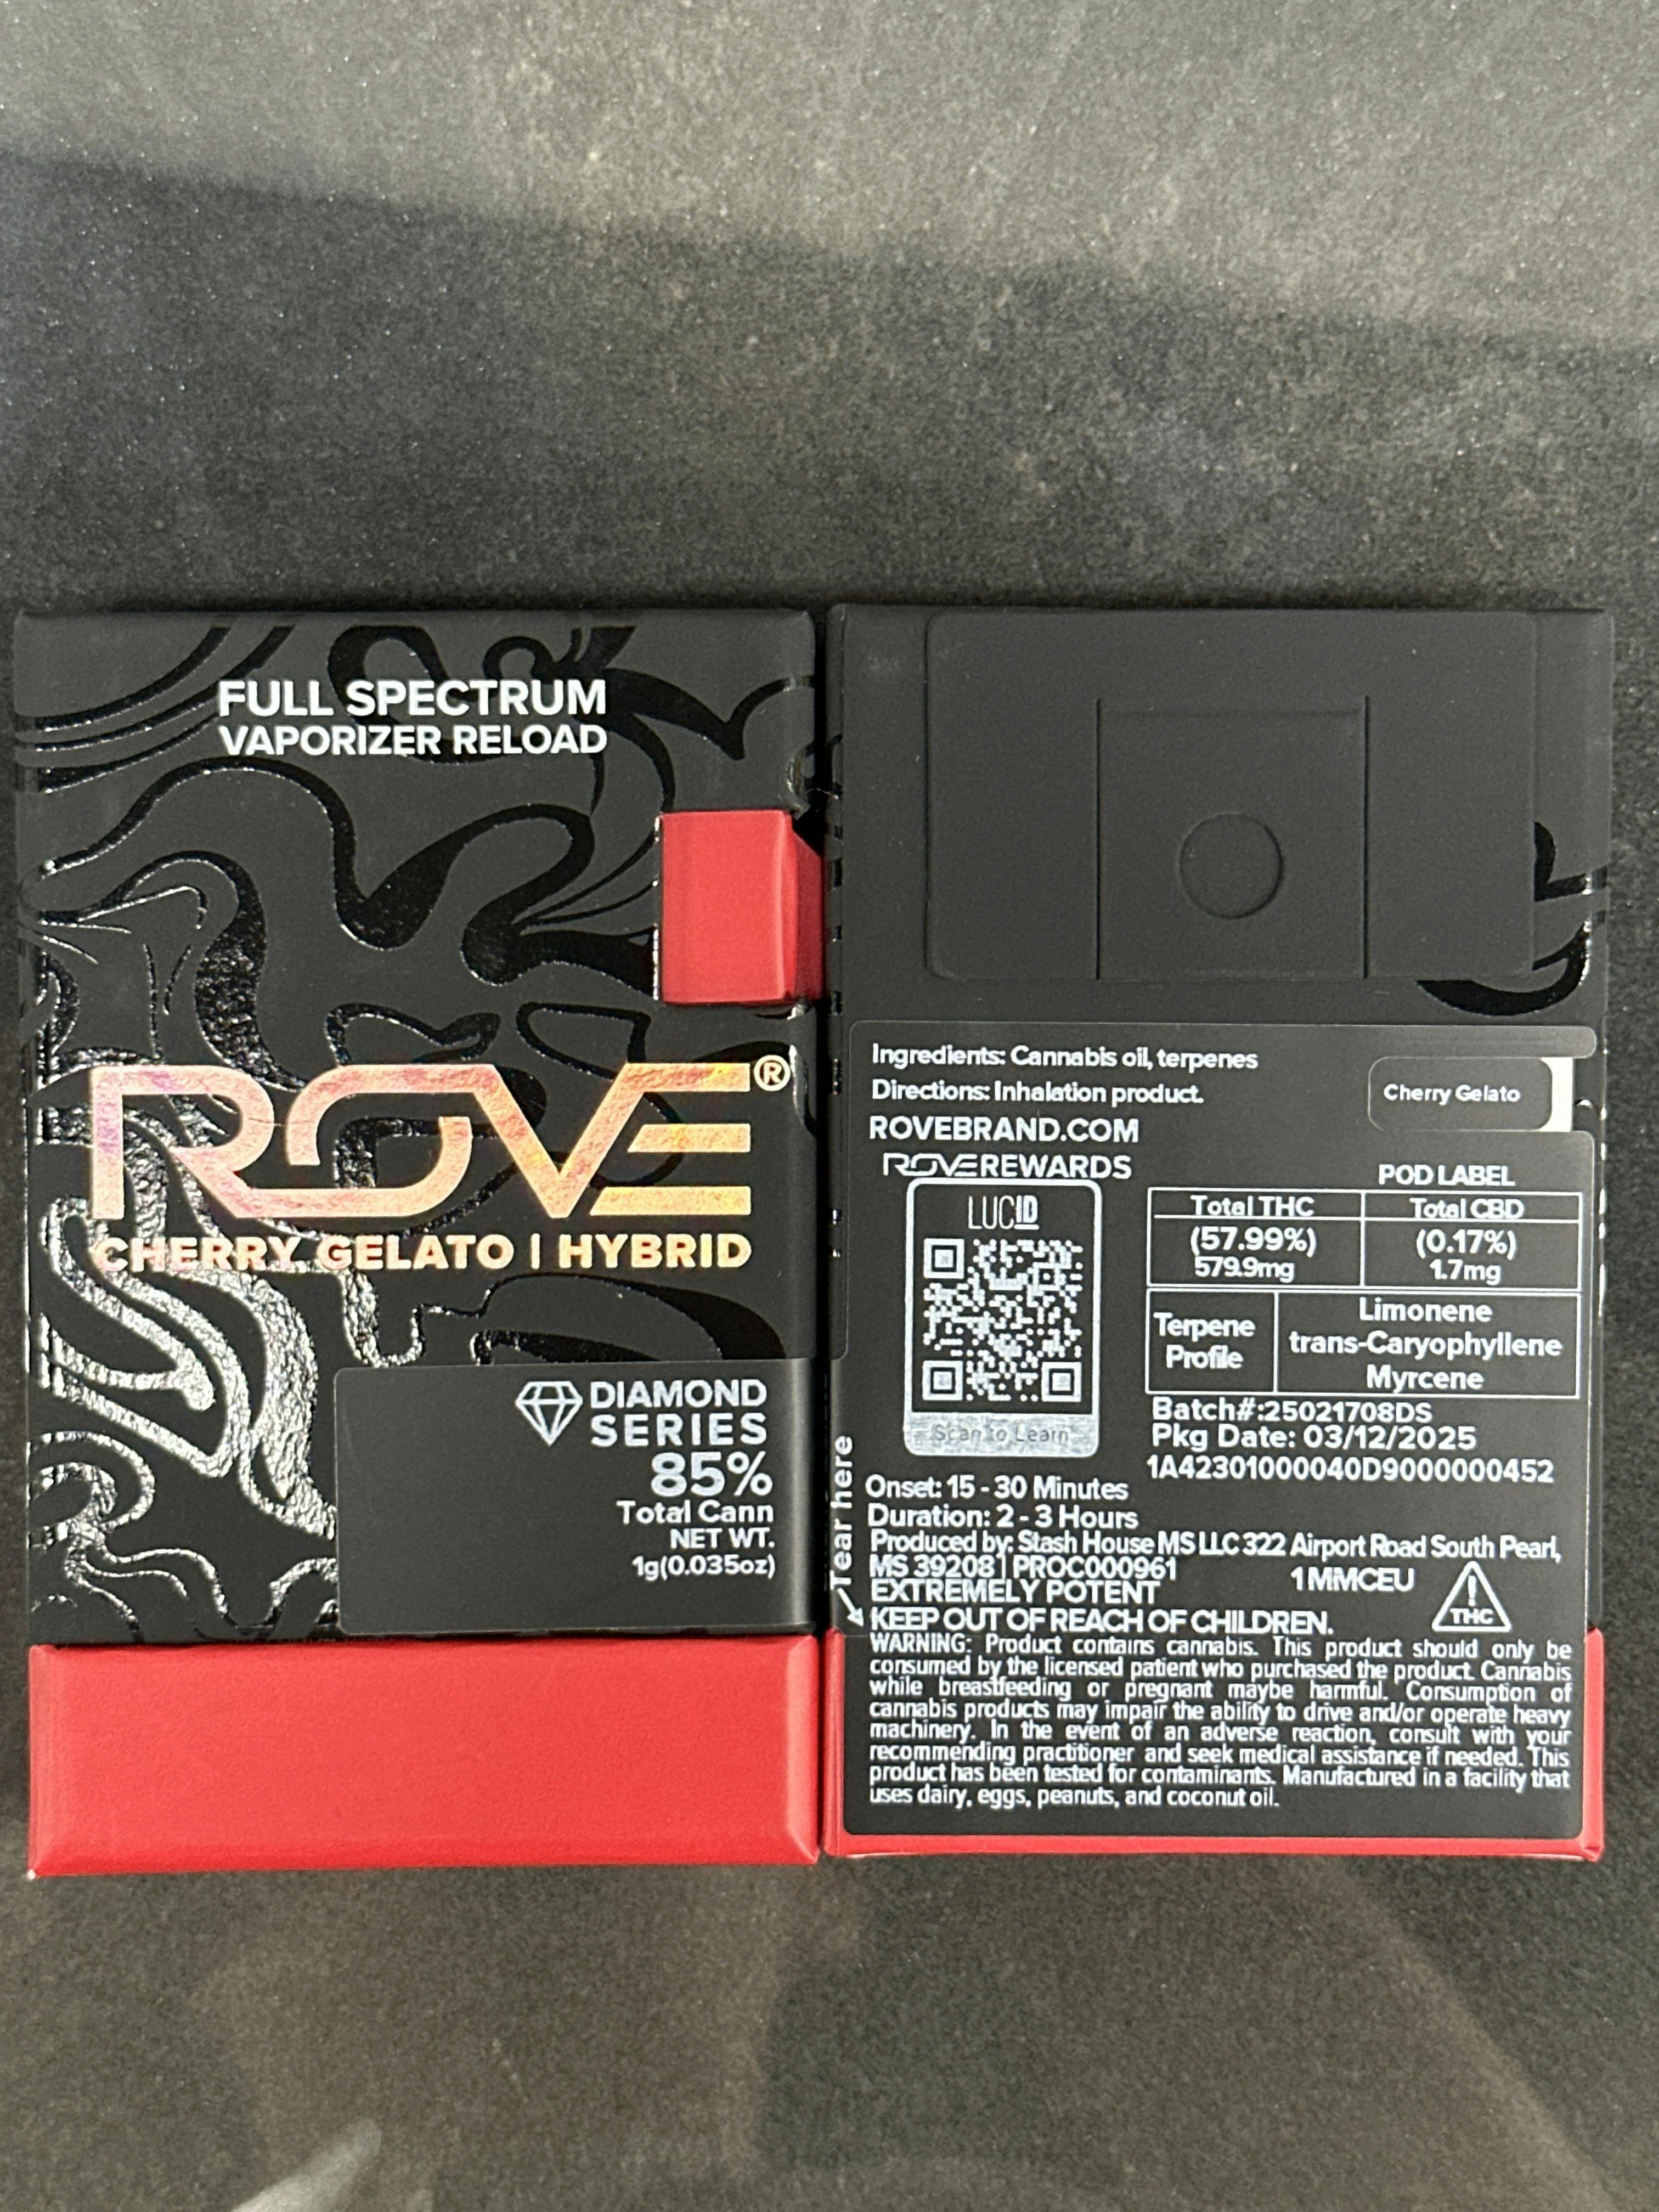 FULL SPECTRUM
VAPORIZER RELOAD
ROVE®
CHERRY GELATO | HYBRID
DIAMOND
SERIES
85%
Total Cann
NET WT.
1g(0.035oz)
Ingredients: Cannabis oil, terpenes
Directions: Inhalation product.
Cherry Gelato
ROVEBRAND.COM
ROVE REWARDS
LUCID
Scan to Learn
POD LABEL
Total THC
Total CBD
(57.99%)
579.9mg
(0.17%)
1.7mg
Terpene
Profile
Limonene
trans-Caryophyllene
Myrcene
Batch#:25021708DS
Pkg Date: 03/12/2025
1A42301000040D9000000452
Tear here
Onset: 15 - 30 Minutes
Duration: 2 - 3 Hours
Produced by: Stash House MS LLC 322 Airport Road South Pearl,
MS 39208 | PROC000961
1MMCEU
EXTREMELY POTENT
THC
KEEP OUT OF REACH OF CHILDREN.
WARNING: Product contains cannabis. This product should only be
consumed by the licensed patient who purchased the product. Cannabis
while breastfeeding or pregnant maybe harmful. Consumption of
cannabis products may impair the ability to drive and/or operate heavy
machinery. In the event of an adverse reaction, consult with your
recommending practitioner and seek medical assistance if needed. This
product has been tested for contaminants. Manufactured in a facility that
uses dairy, eggs, peanuts, and coconut oil.